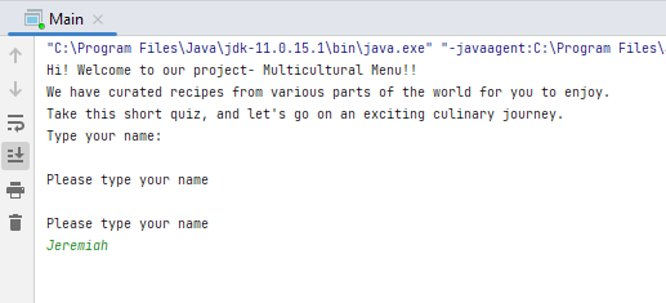 Main
"C:\Program Files\Java\jdk-11.0.15.1\bin\java.exe" "-javaagent:C:\Program Files\
Hi! Welcome to our project- Multicultural Menu!!
We have curated recipes from various parts of the world for you to enjoy.
Take this short quiz, and let's go on an exciting culinary journey.
Type your name:
Please type your name
Please type your name
Jeremiah